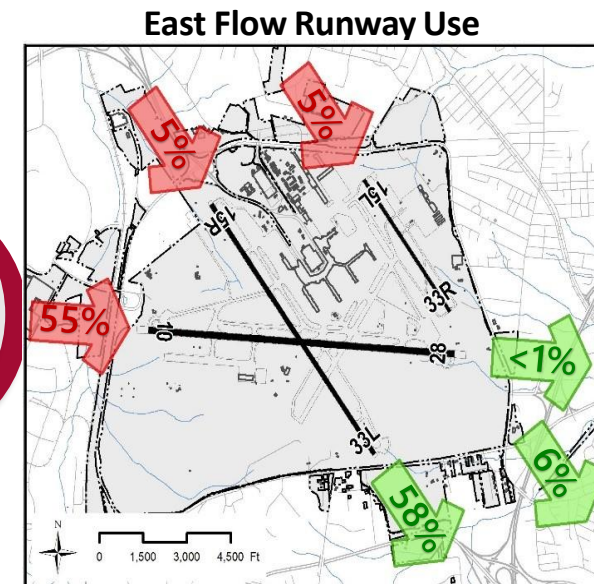 East Flow Runway Use
5%
5%
15R
15L
33R
55%
10
28
<1%
33L
6%
58%
N
0 1,500 3,000 4,500 Ft